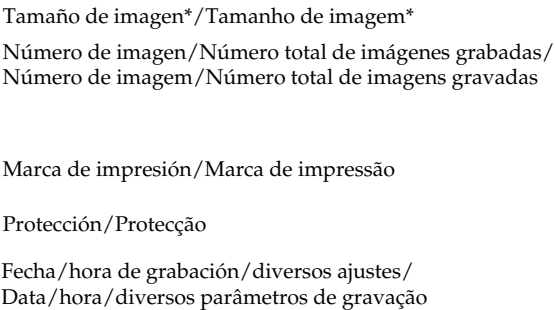 Tamaño de imagen*/Tamanho de imagem*
Número de imagen/Número total de imágenes grabadas/
Número de imagem/Número total de imagens gravadas
Marca de impresión/Marca de impressão
Protección/Protecção
Fecha/hora de grabación/diversos ajustes/
Data/hora/diversos parâmetros de gravação